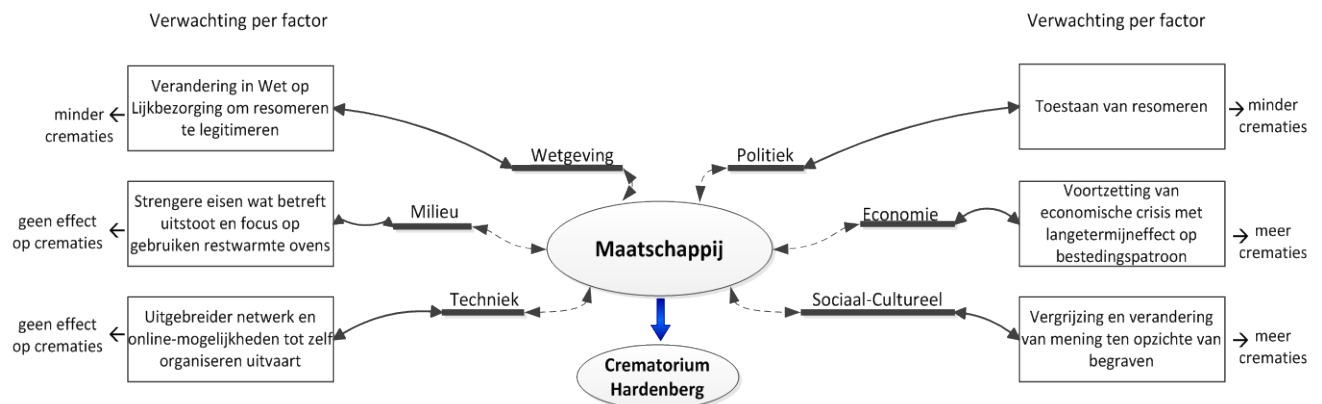 Verwachting per factor
Verwachting per factor
minder
crematies
Verandering in Wet op
Lijkbezorging om resomeren
te legitimeren
Wetgeving
Politiek
Toestaan van resomeren
minder
crematies
geen effect
op crematies
Strengere eisen wat betreft
uitstoot en focus op
gebruiken restwarmte ovens
Milieu
Maatschappij
Economie
Voortzetting van
economische crisis met
langetermijneffect op
bestedingspatroon
meer
crematies
geen effect
op crematies
Uitgebreider netwerk en
online-mogelijkheden tot zelf
organiseren uitvaart
Techniek
Sociaal-Cultureel
Vergrijzing en verandering
van mening ten opzichte van
begraven
meer
crematies
Crematorium
Hardenberg